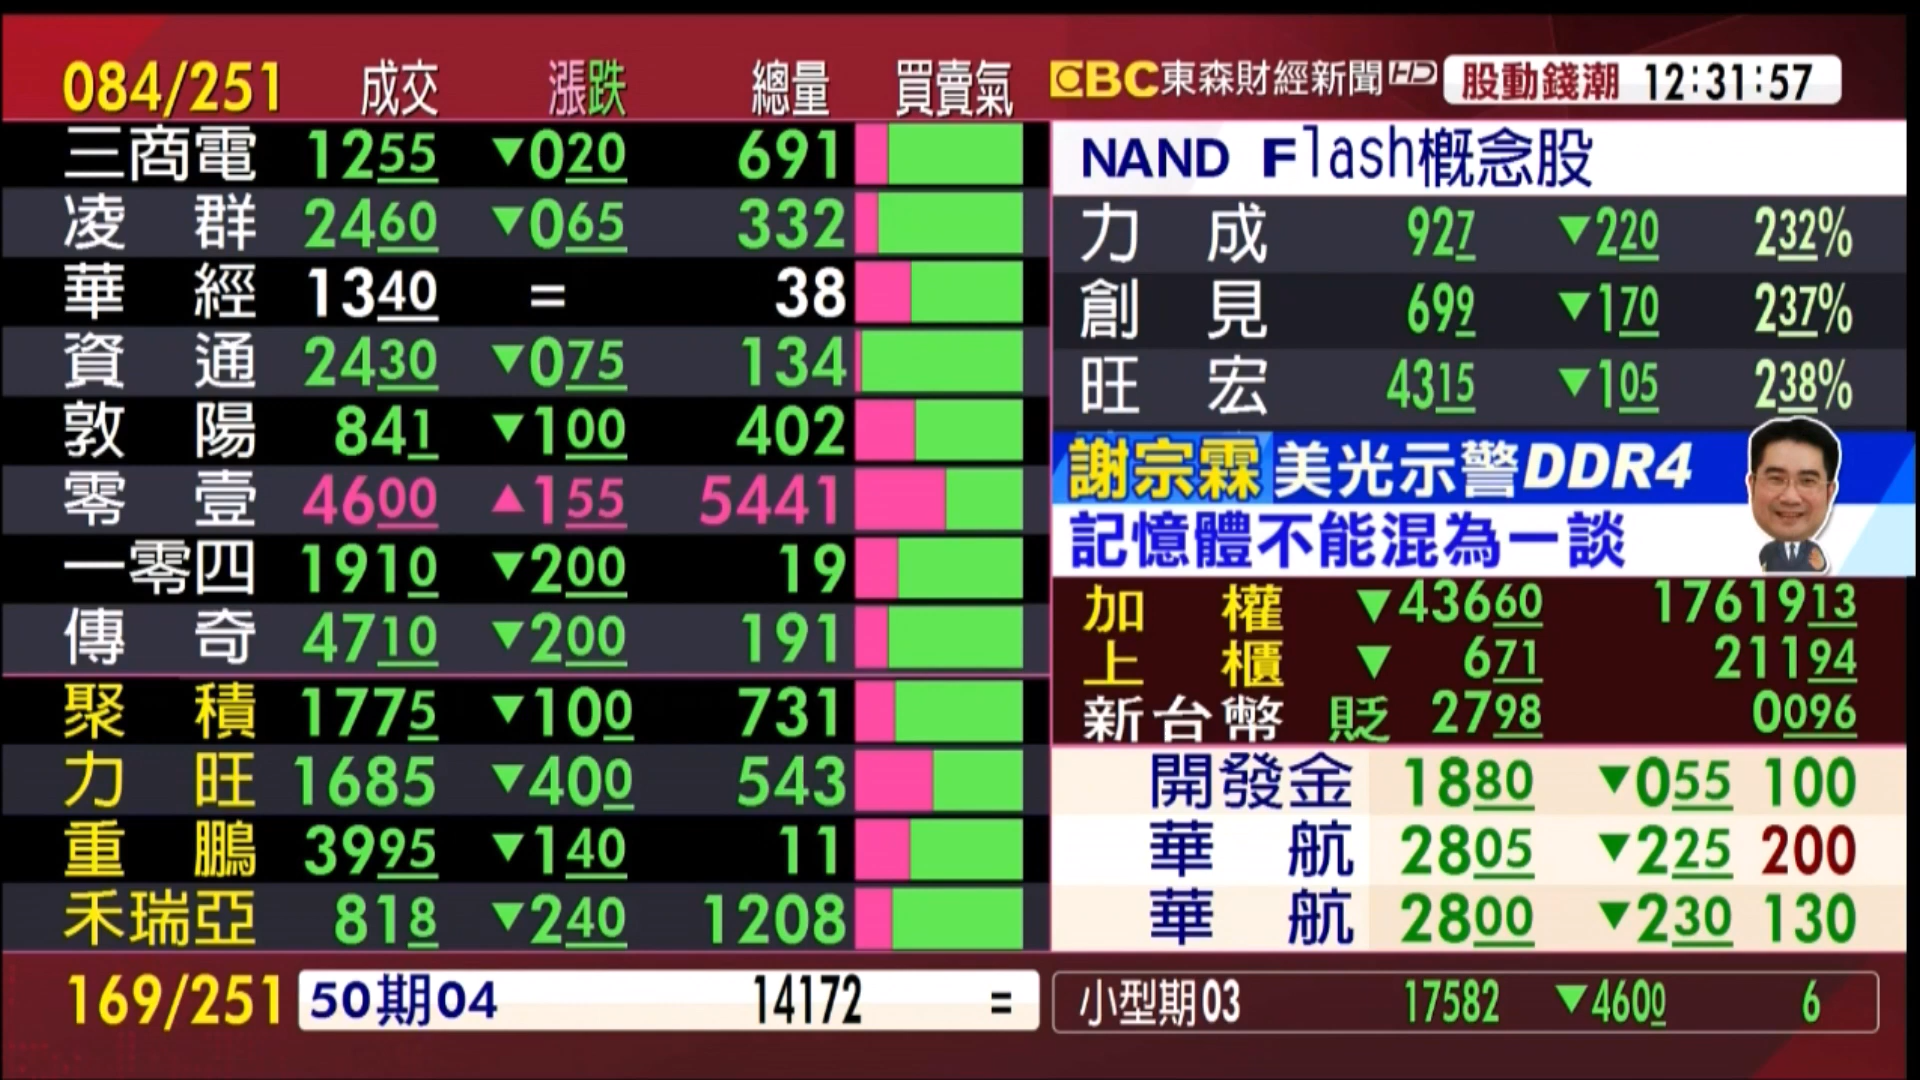 084/251 成交 漲跌 總量 買賣氣
三商電 1255 ▼020 691
凌群 2460 ▼065 332
華經 1340 = 38
資通 2430 ▼075 134
敦陽 841 ▼100 402
零壹 4600 ▲155 5441
一零四 1910 ▼200 19
傳奇 4710 ▼200 191
聚積 1775 ▼100 731
力旺 1685 ▼400 543
重鵬 3995 ▼140 11
禾瑞亞 818 ▼240 1208
169/251 50期04 14172 =
EBC東森財經新聞HD 股動錢潮 12:31:57
NAND Flash概念股
力成 927 ▼220 232%
創見 699 ▼170 237%
旺宏 4315 ▼105 238%
謝宗霖 美光示警DDR4
記憶體不能混為一談
加權 ▼43660 1761913
上櫃 ▼671 21194
新台幣 貶 2798 0096
開發金 1880 ▼055 100
華航 2805 ▼225 200
華航 2800 ▼230 130
小型期03 17582 ▼4600 6